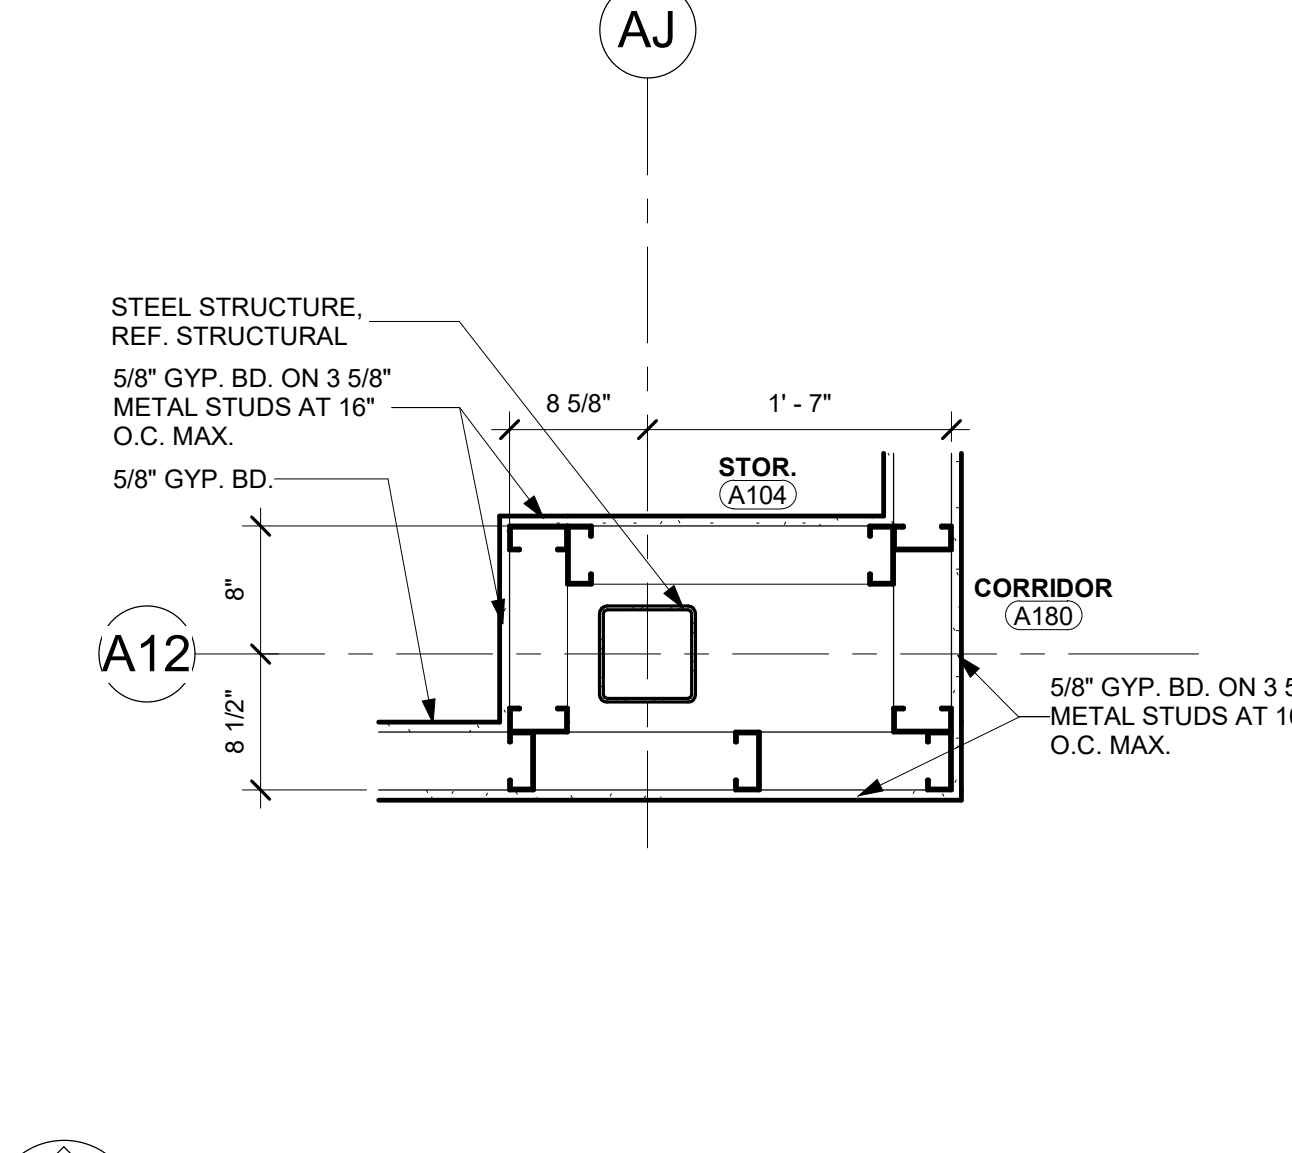 AJ
STEEL STRUCTURE,
REF. STRUCTURAL
5/8" GYP. BD. ON 3 5/8"
METAL STUDS AT 16"
O.C. MAX.
5/8" GYP. BD.
8 5/8"
1' - 7"
STOR.
A104
8"
CORRIDOR
A180
A12
8 1/2"
5/8" GYP. BD. ON 3
METAL STUDS AT
O.C. MAX.